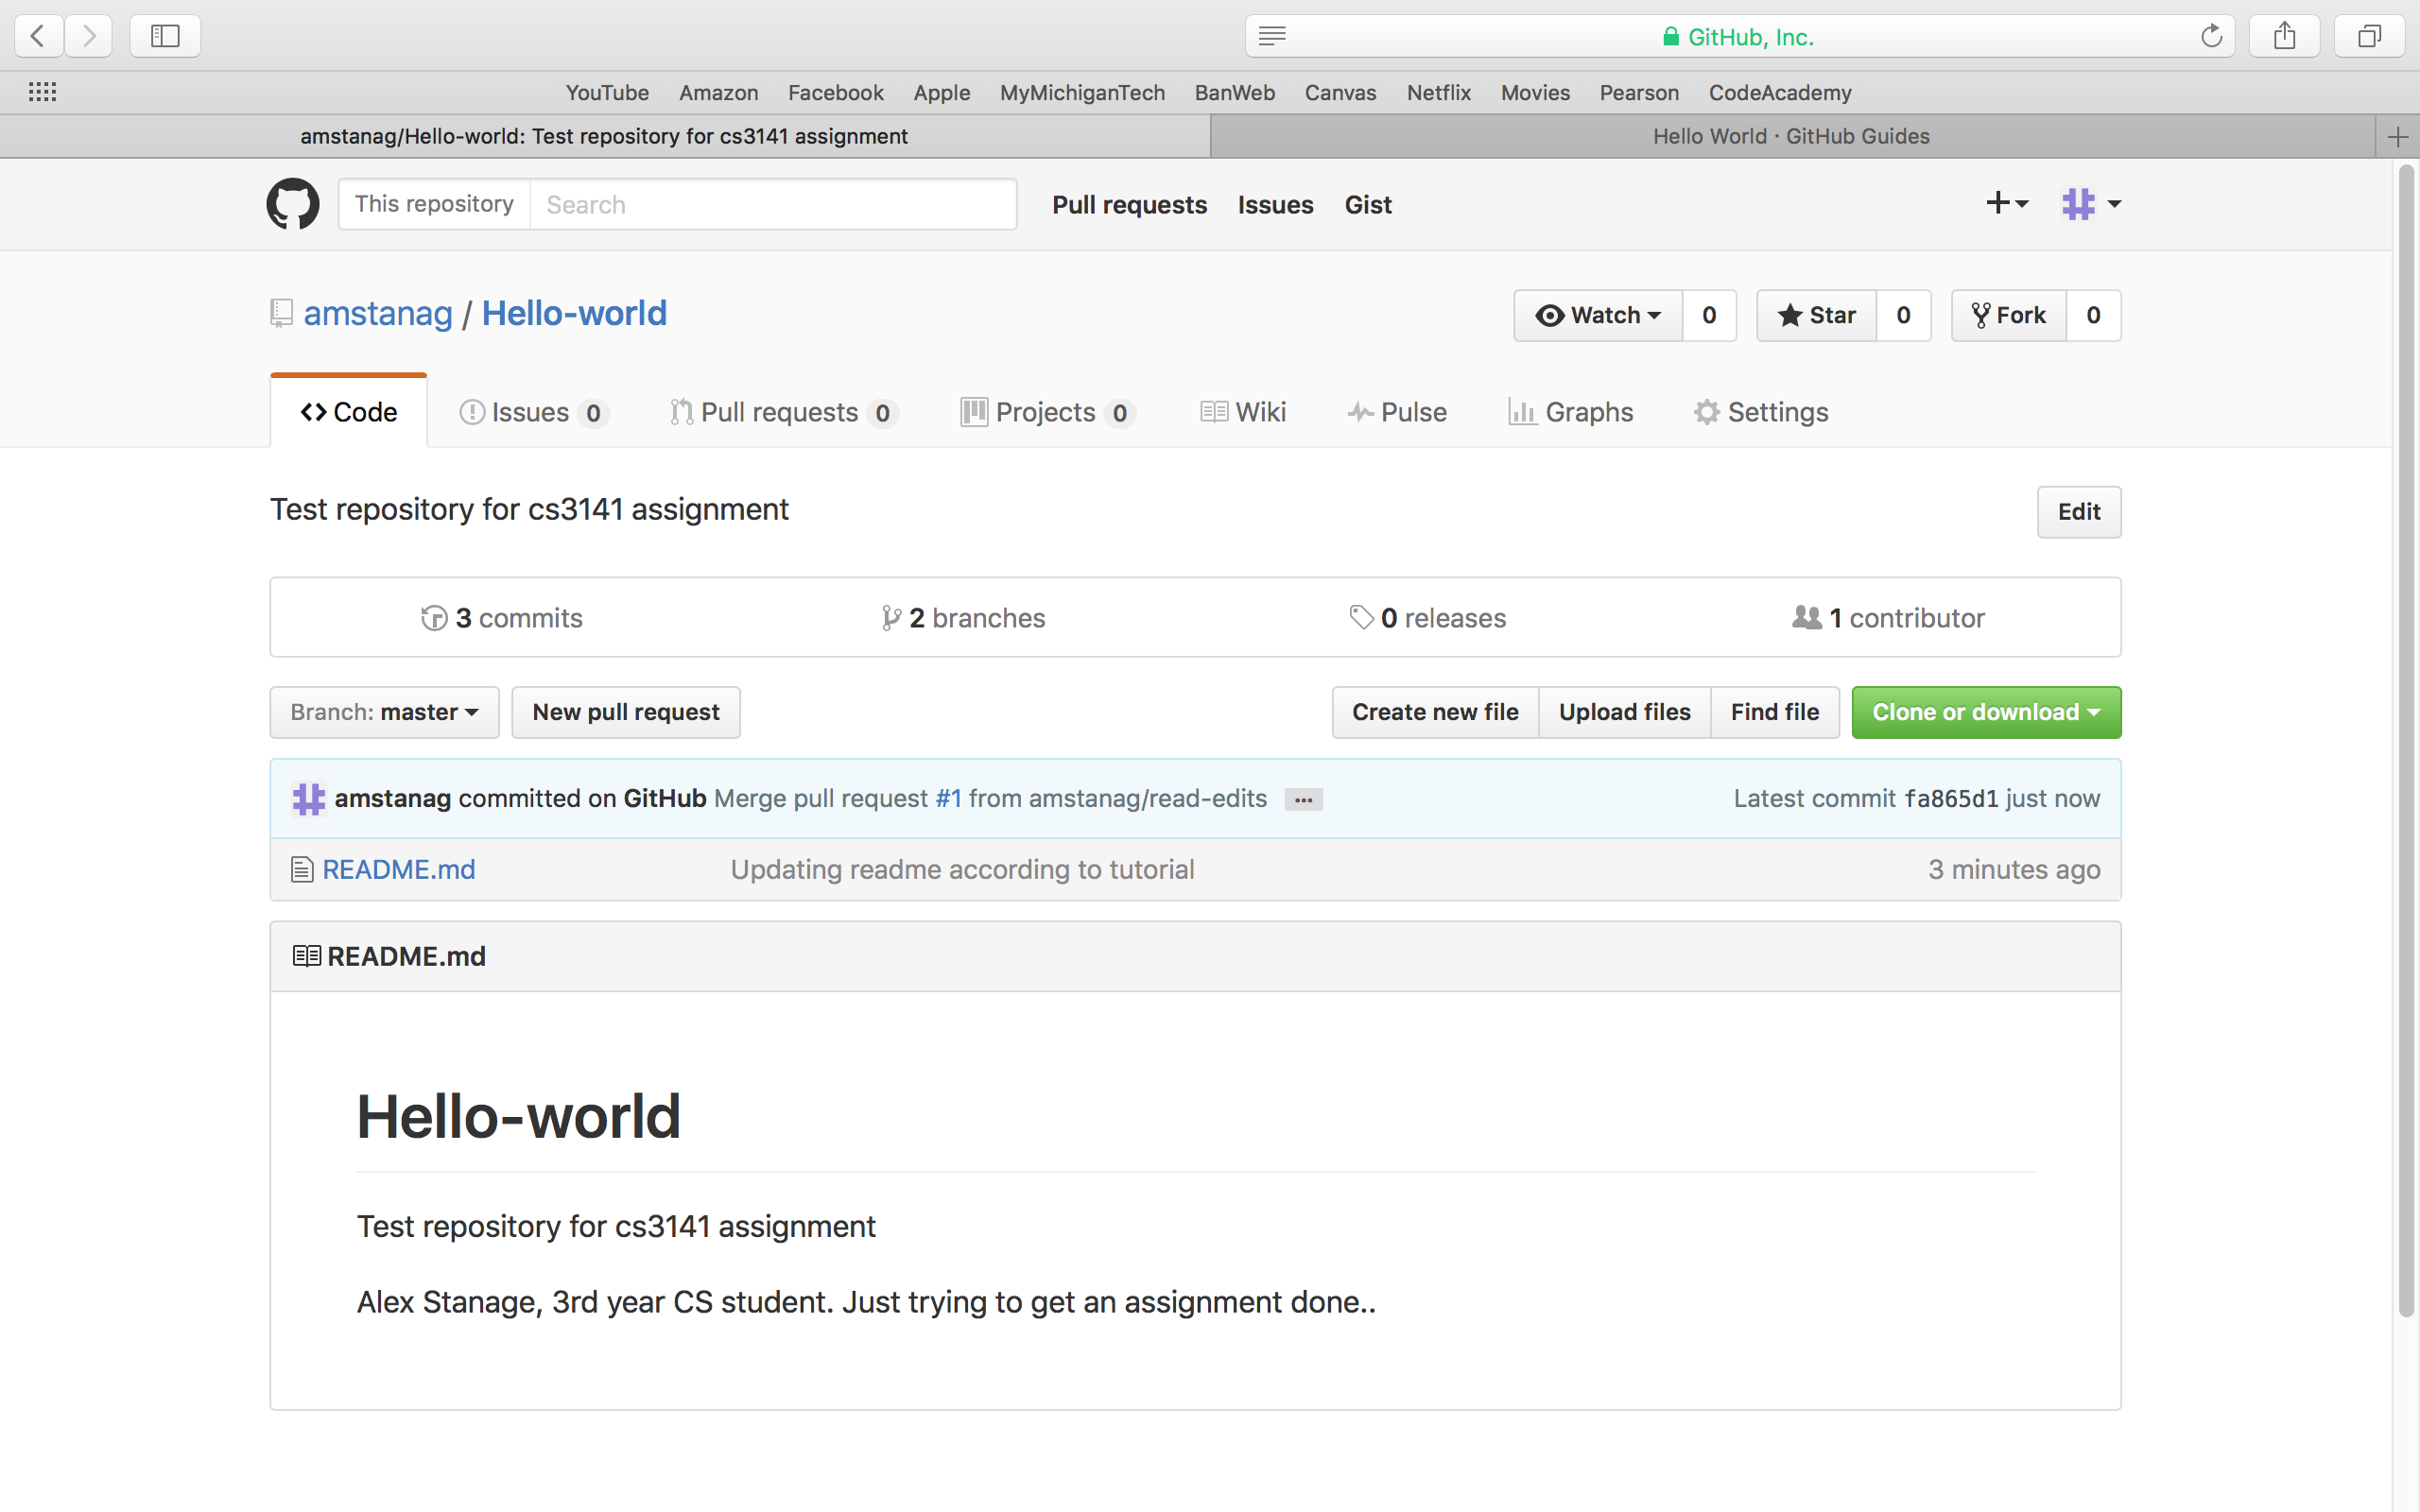 GitHub, Inc.
YouTube Amazon Facebook Apple MyMichiganTech BanWeb Canvas Netflix Movies Pearson CodeAcademy
amstanag/Hello-world: Test repository for cs3141 assignment Hello World · GitHub Guides
This repository Search Pull requests Issues Gist
amstanag / Hello-world Watch 0 Star 0 Fork 0
Code Issues 0 Pull requests 0 Projects 0 Wiki Pulse Graphs Settings
Test repository for cs3141 assignment Edit
3 commits 2 branches 0 releases 1 contributor
Branch: master New pull request Create new file Upload files Find file Clone or download
amstanag committed on GitHub Merge pull request #1 from amstanag/read-edits ... Latest commit fa865d1 just now
README.md Updating readme according to tutorial 3 minutes ago
README.md
Hello-world
Test repository for cs3141 assignment
Alex Stanage, 3rd year CS student. Just trying to get an assignment done..